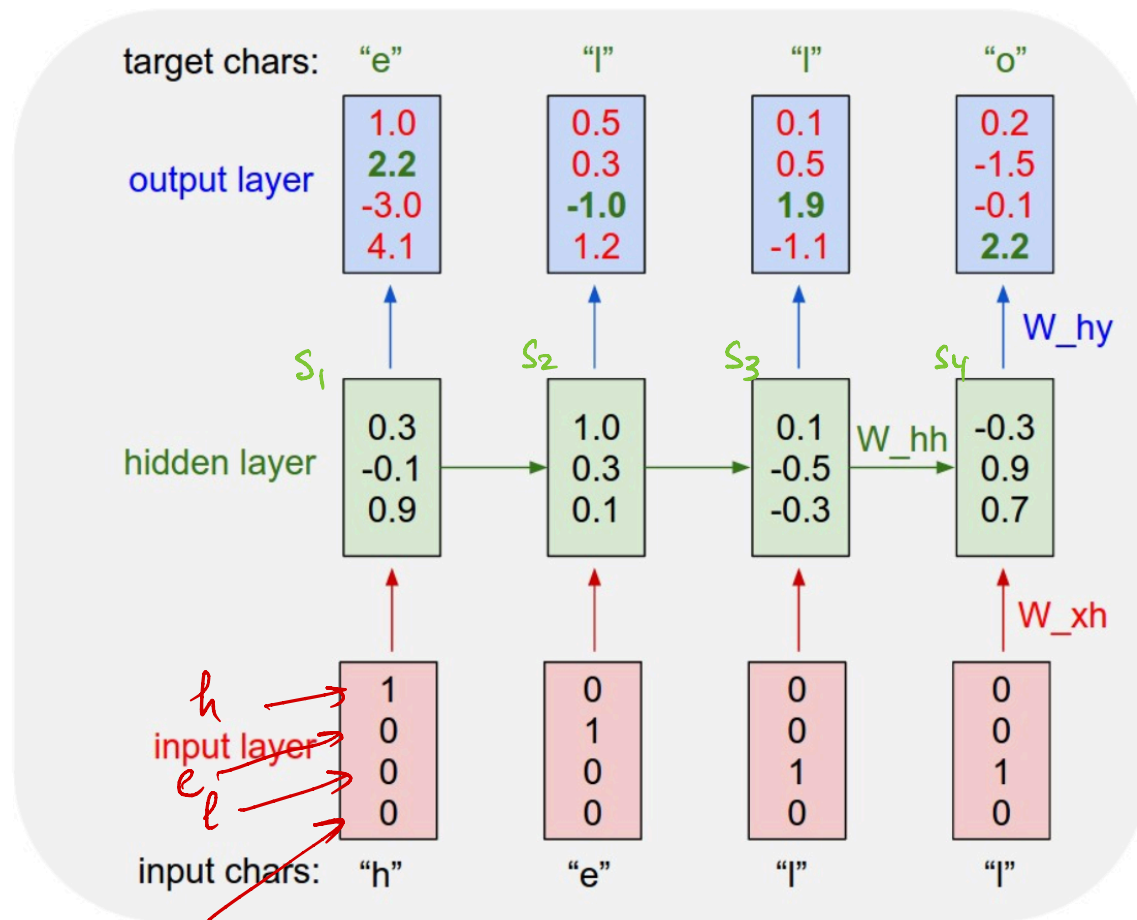 target chars: “e” “l” “l” “o”
output layer
1.0 0.5 0.1 0.2
2.2 0.3 0.5 -1.5
-3.0 -1.0 1.9 -0.1
4.1 1.2 -1.1 2.2
W_hy
S1 S2 S3 S4
hidden layer
0.3 1.0 0.1 -0.3
-0.1 0.3 -0.5 0.9
0.9 0.1 -0.3 0.7
W_hh
W_xh
h
1 0 0 0
input layer
0 1 0 0
e
0 0 1 1
l
0 0 0 0
input chars: “h” “e” “l” “l”